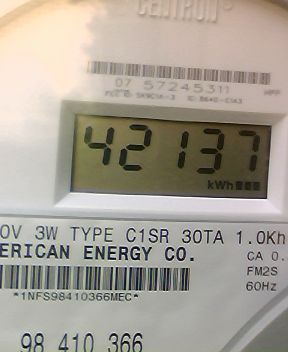 CENTRON®
07 57245311
42137
kWh
0V 3W TYPE C1SR 30TA 1.0Kh
ERICAN ENERGY CO.
CA 0.
FM2S
60Hz
*1NFS98410366MEC*
98 410 366